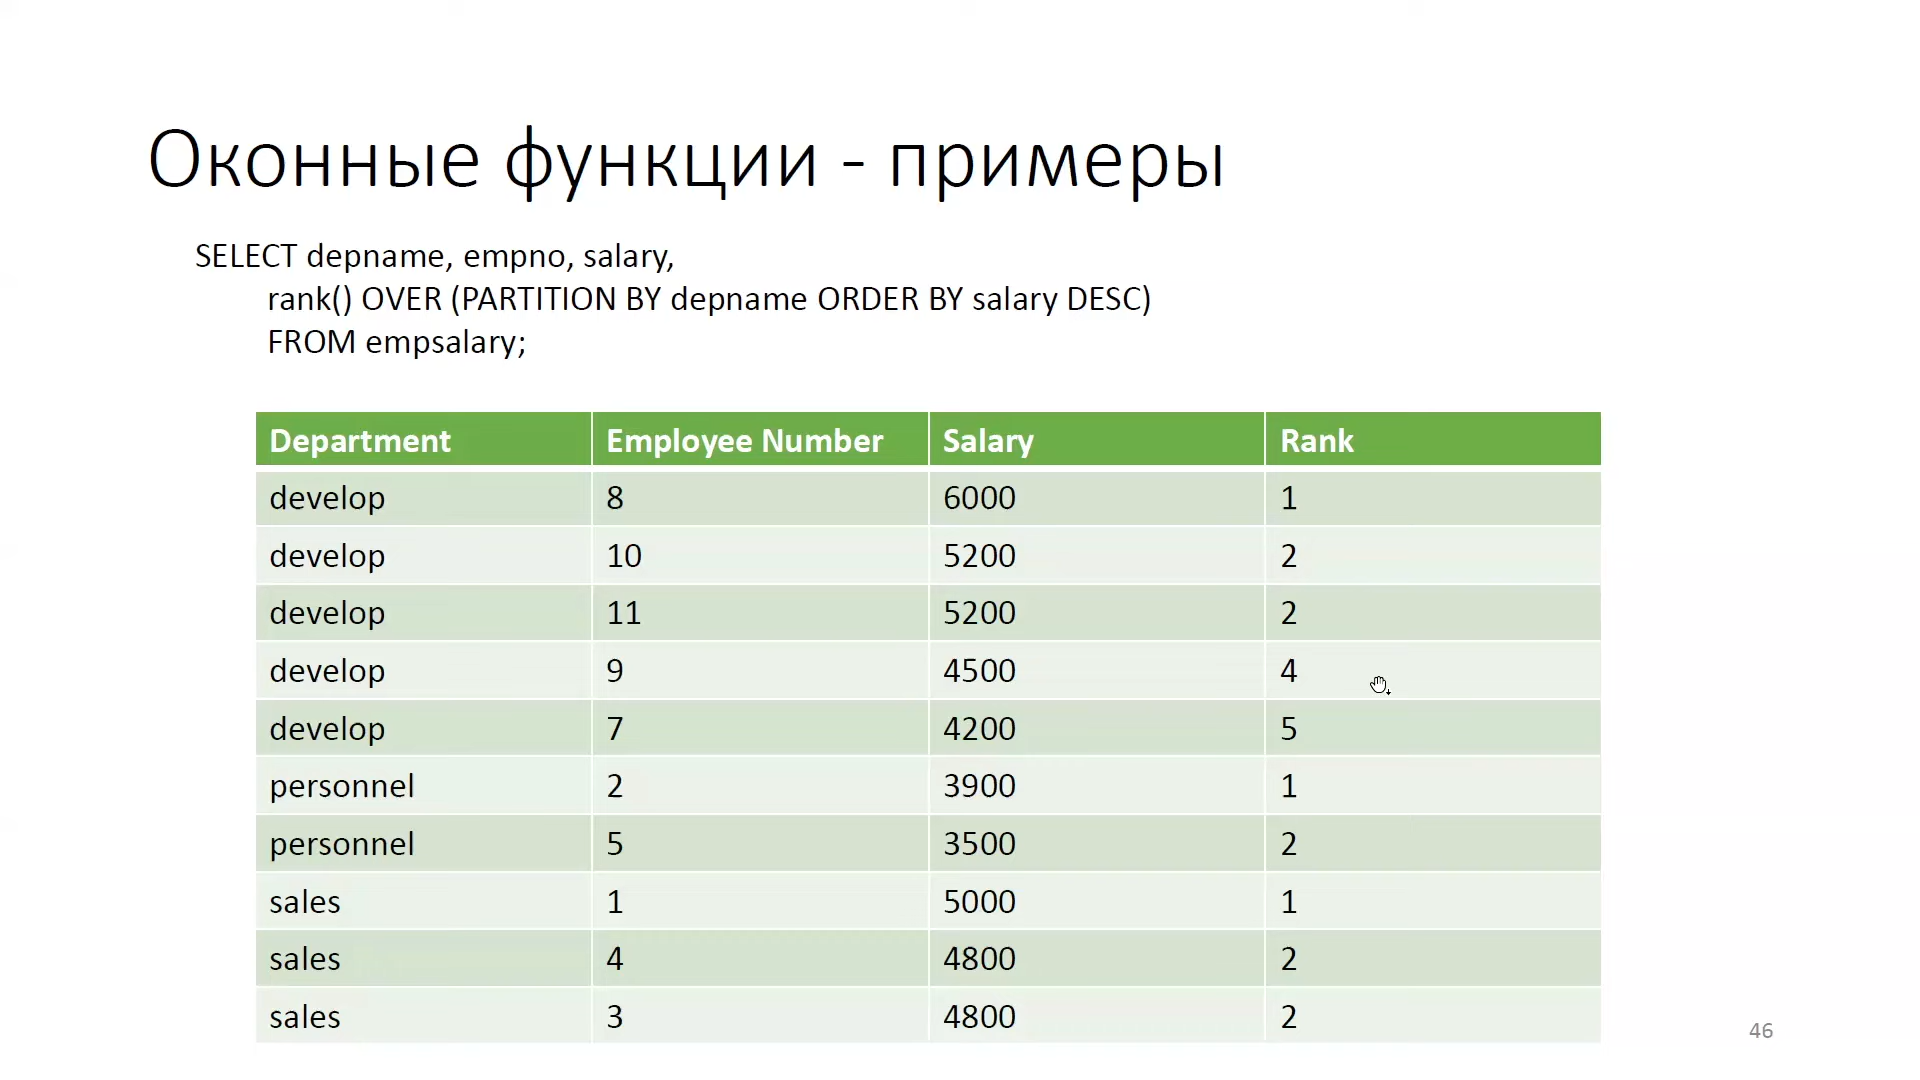 Оконные функции - примеры
SELECT depname, empno, salary,
rank() OVER (PARTITION BY depname ORDER BY salary DESC)
FROM empsalary;
Department Employee Number Salary Rank
develop 8 6000 1
develop 10 5200 2
develop 11 5200 2
develop 9 4500 4
develop 7 4200 5
personnel 2 3900 1
personnel 5 3500 2
sales 1 5000 1
sales 4 4800 2
sales 3 4800 2
46